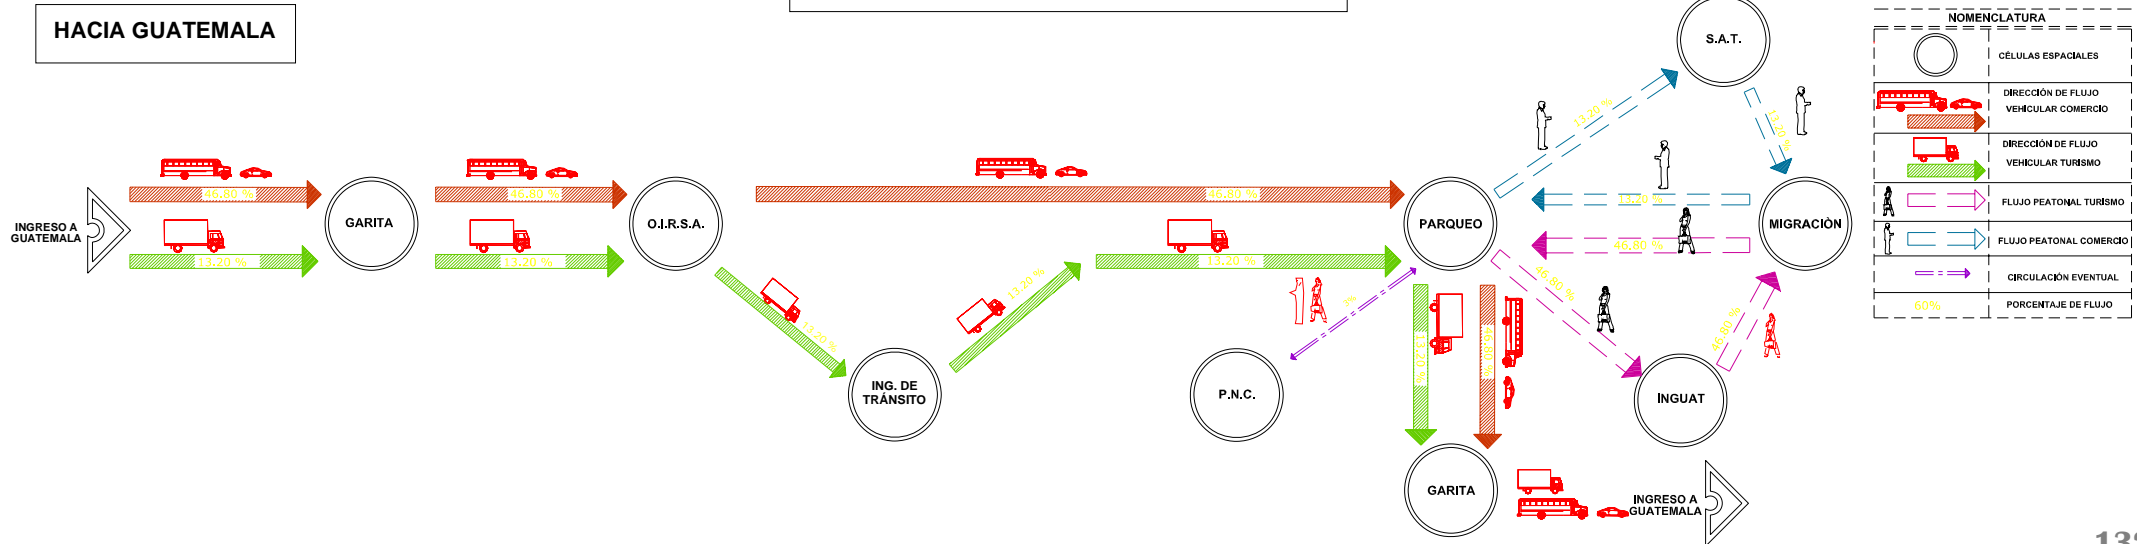 HACIA GUATEMALA
INGRESO A
GUATEMALA
46.80 %
13.20 %
GARITA
46.80 %
13.20 %
O.I.R.S.A.
46.80 %
13.20 %
ING. DE
TRÁNSITO
13.20 %
13.20 %
PARQUEO
P.N.C.
13.20 %
46.80 %
GARITA
INGRESO A
GUATEMALA
13.20 %
S.A.T.
13.20 %
13.20 %
46.80 %
MIGRACIÒN
46.80 %
INGUAT
46.80 %
NOMENCLATURA
CÉLULAS ESPACIALES
DIRECCIÓN DE FLUJO
VEHICULAR COMERCIO
DIRECCIÓN DE FLUJO
VEHICULAR TURISMO
FLUJO PEATONAL TURISMO
FLUJO PEATONAL COMERCIO
CIRCULACIÓN EVENTUAL
60%
PORCENTAJE DE FLUJO